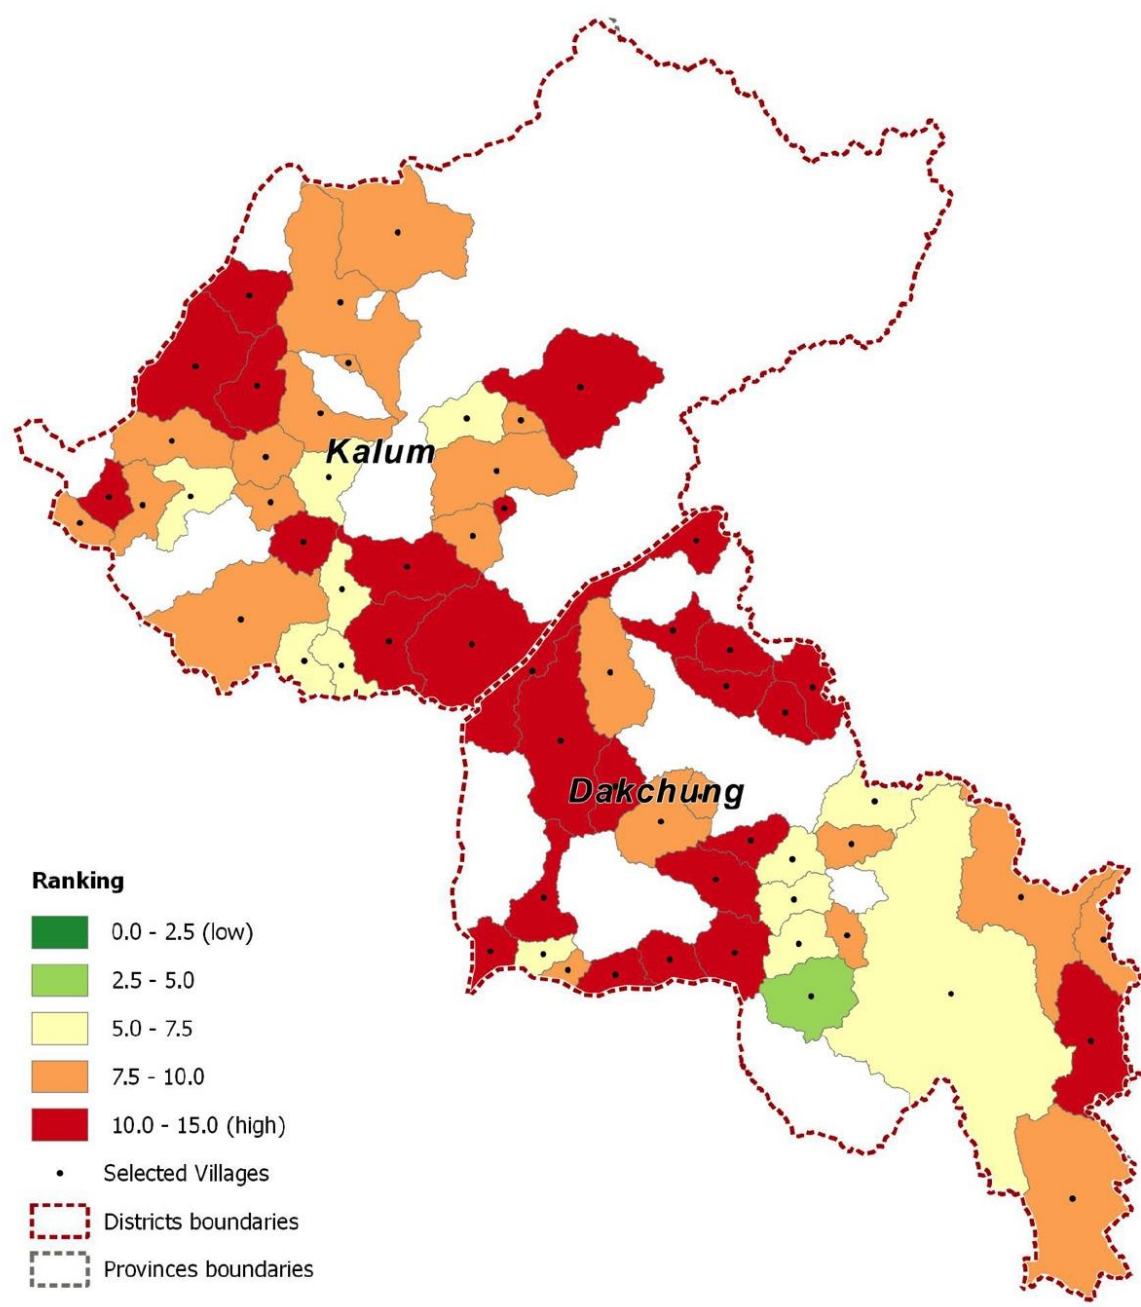 Kalum
Dakchung
Ranking
0.0 - 2.5 (low)
2.5 - 5.0
5.0 - 7.5
7.5 - 10.0
10.0 - 15.0 (high)
Selected Villages
Districts boundaries
Provinces boundaries